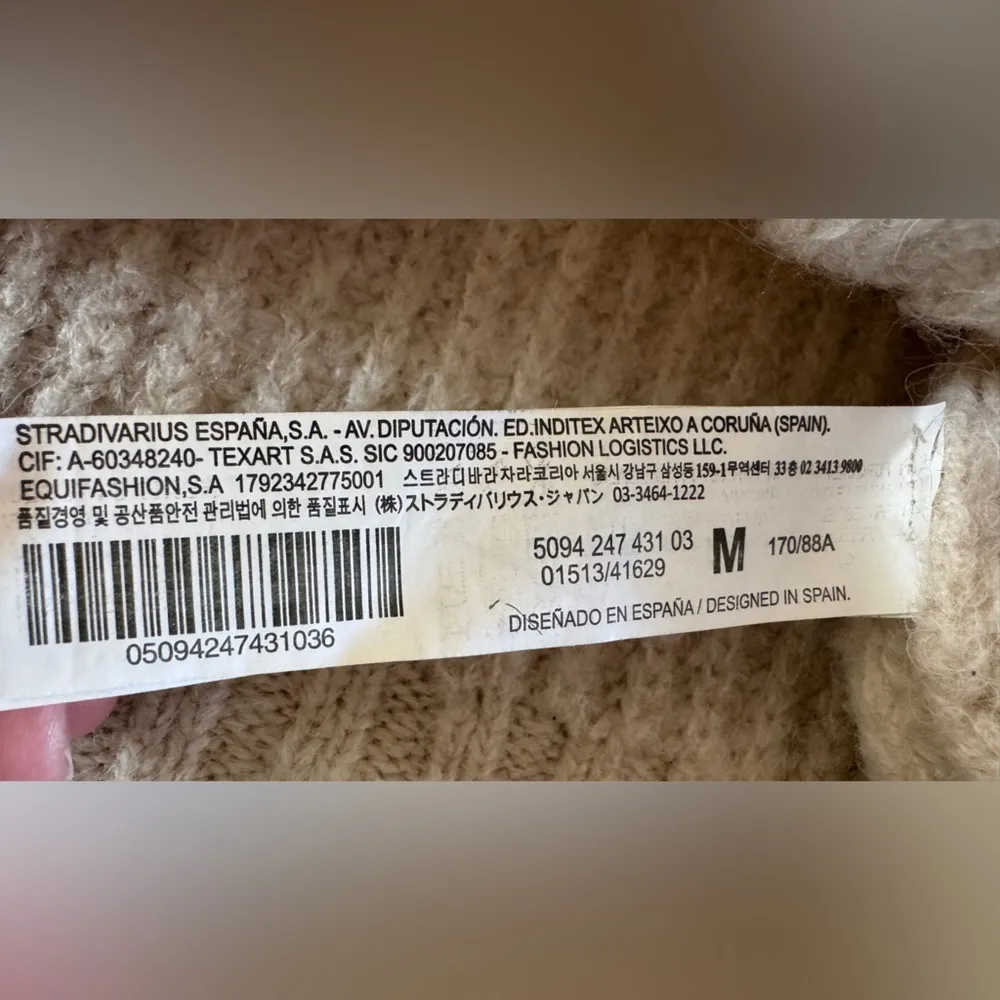 STRADIVARIUS ESPAÑA,S.A. - AV. DIPUTACIÓN. ED.INDITEX ARTEIXO A CORUÑA (SPAIN).
CIF: A-60348240- TEXART S.A.S. SIC 900207085 - FASHION LOGISTICS LLC.
EQUIFASHION,S.A 1792342775001 스트라디바라자라코리아 서울시 강남구 삼성동 159-1 무역센터 33층 02 3413 9800
품질경영 및 공산품안전 관리법에 의한 품질표시 (株)ストラディバリウス・ジャパン 03-3464-1222
5094 247 431 03 M 170/88A
01513/41629
DISEÑADO EN ESPAÑA / DESIGNED IN SPAIN.
05094247431036